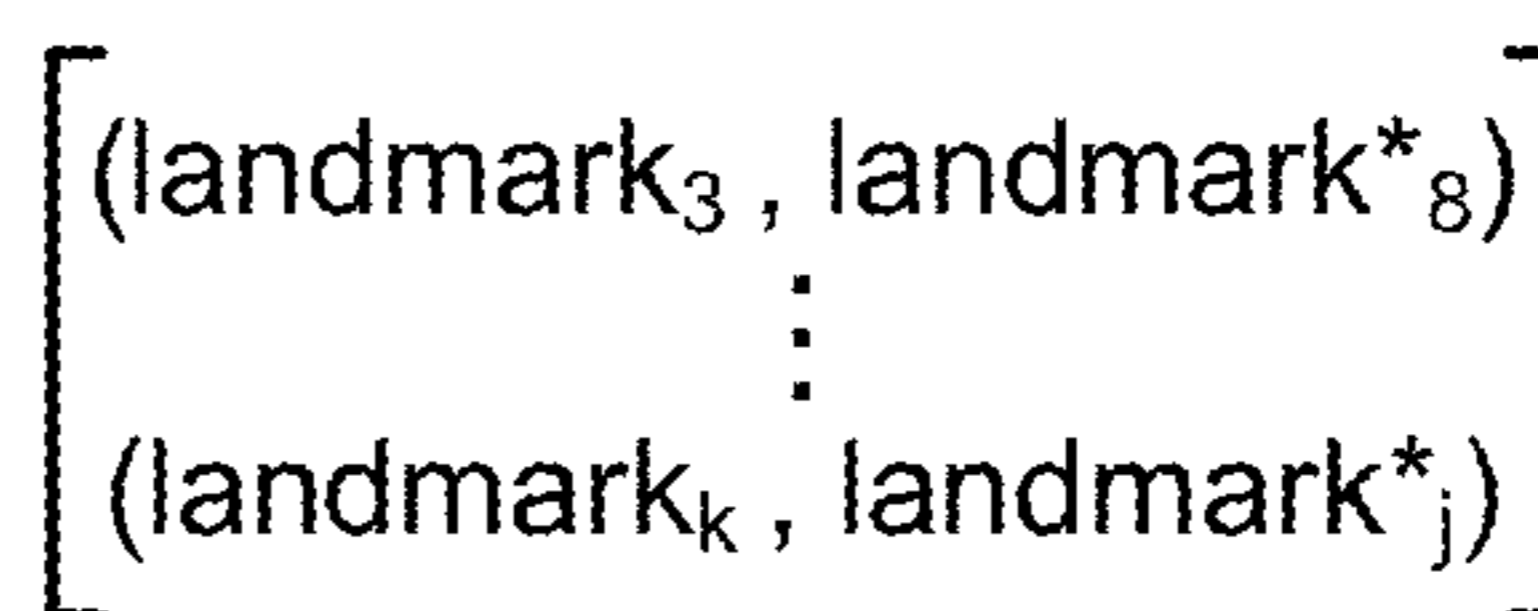 (landmark₃ , landmark*₈)
⋮
(landmarkₖ , landmark*ⱼ)